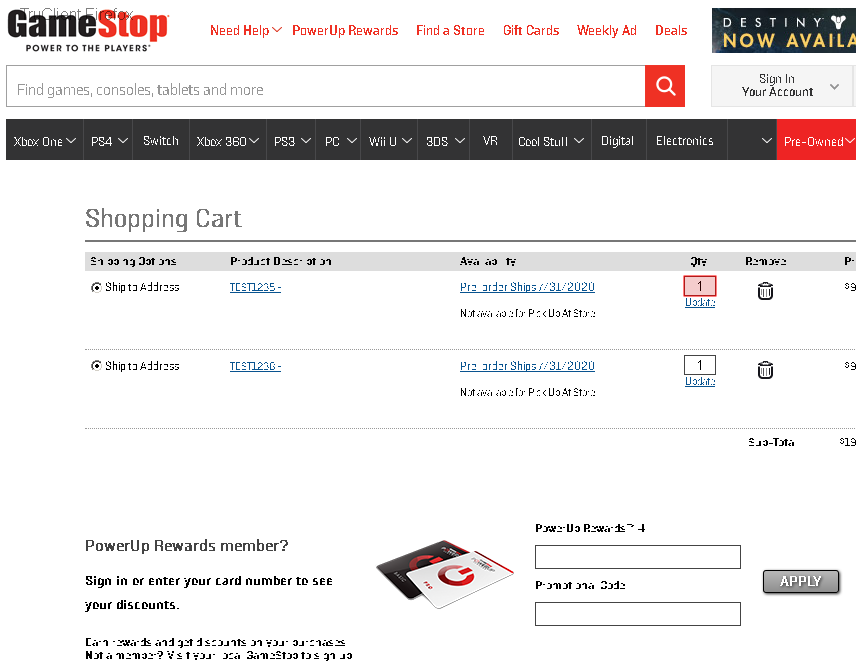 TruClient Firefox
GameStop
POWER TO THE PLAYERS
Need Help PowerUp Rewards Find a Store Gift Cards Weekly Ad Deals
DESTINY
NOW AVAILA
Find games, consoles, tablets and more
Sign In
Your Account
Xbox One PS4 Switch Xbox 360 PS3 PC Wii U 3DS VR Cool Stuff Digital Electronics Pre-Owned
Shopping Cart
Shipping Options Product Description Availability Qty Remove Pr
Ship to Address TEST1235 - Pre-order Ships 7/31/2020 1 $9
Update
Not available for Pick Up At Store
Ship to Address TEST1236 - Pre-order Ships 7/31/2020 1 $9
Update
Not available for Pick Up At Store
Sub-Total $19
PowerUp Rewards™ #
PowerUp Rewards member?
Sign in or enter your card number to see
your discounts.
Promotional Code
APPLY
Earn rewards and get discounts on your purchases
Not a member? Visit your local GameStop to sign up